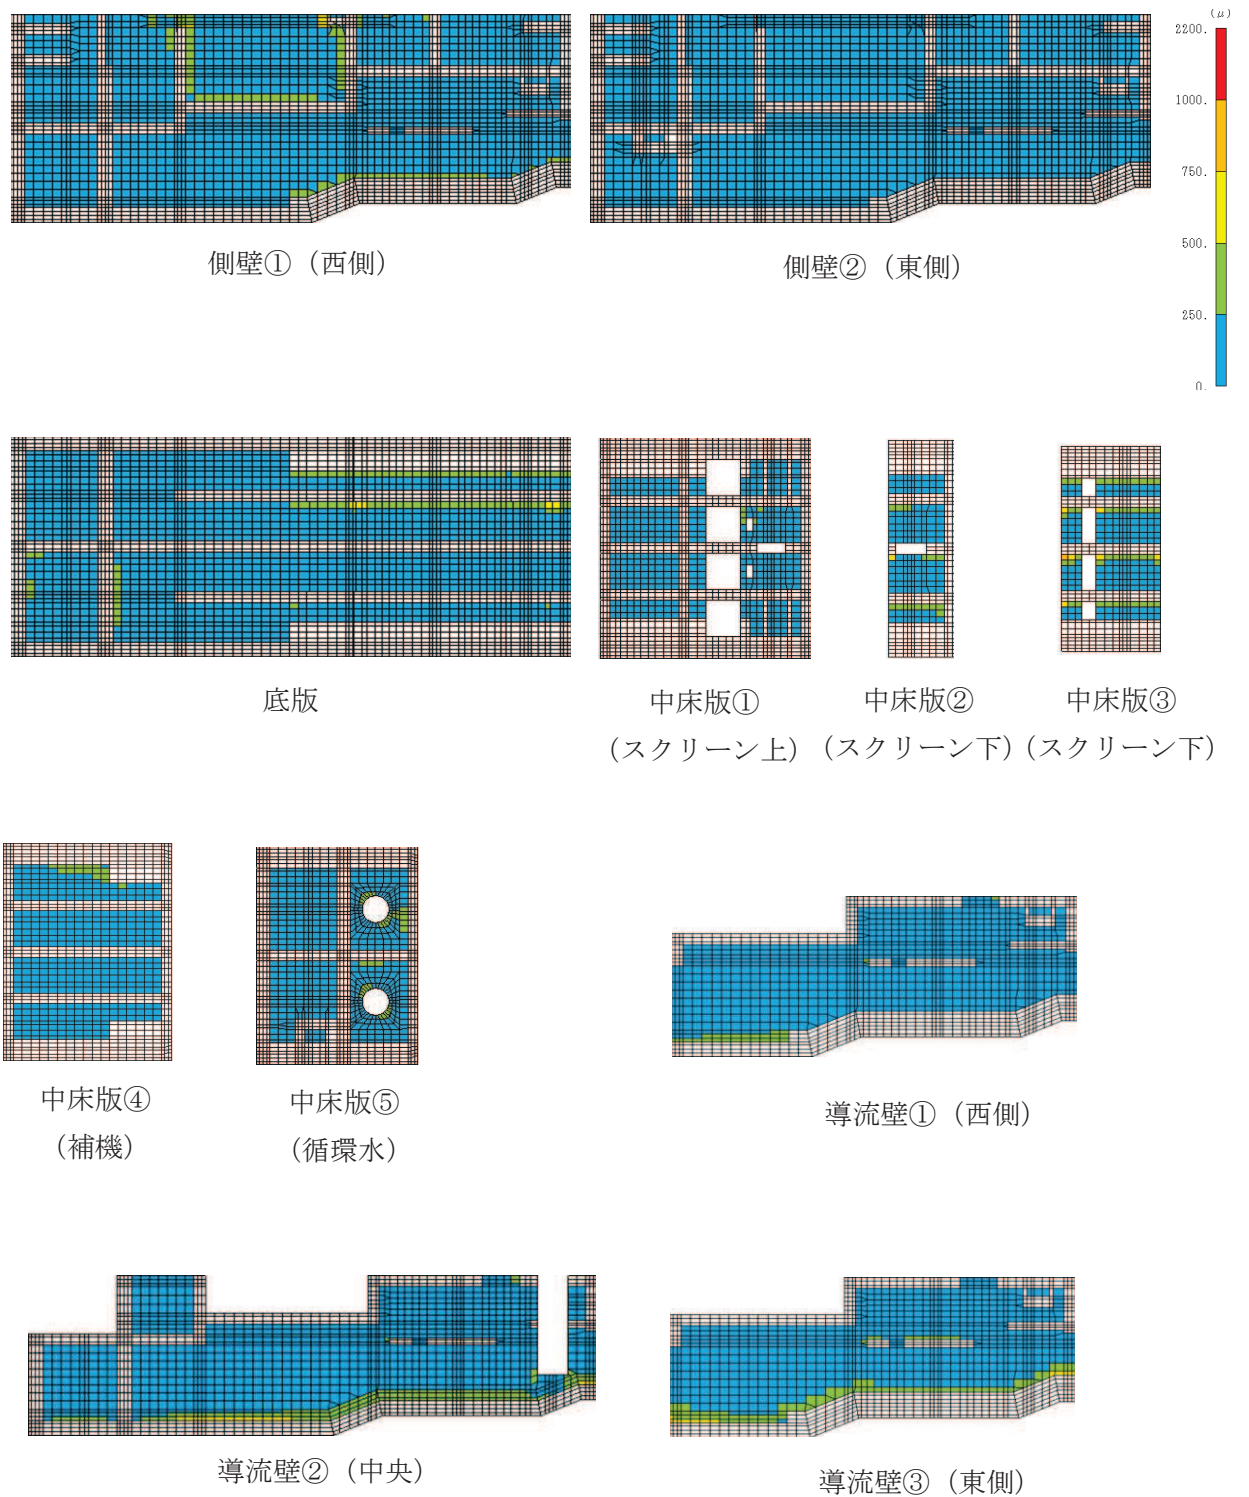 (μ)
2200.
1000.
750.
500.
250.
0.
側壁①（西側）
側壁②（東側）
底版
中床版①
（スクリーン上）
中床版②
（スクリーン下）
中床版③
（スクリーン下）
中床版④
（補機）
中床版⑤
（循環水）
導流壁①（西側）
導流壁②（中央）
導流壁③（東側）